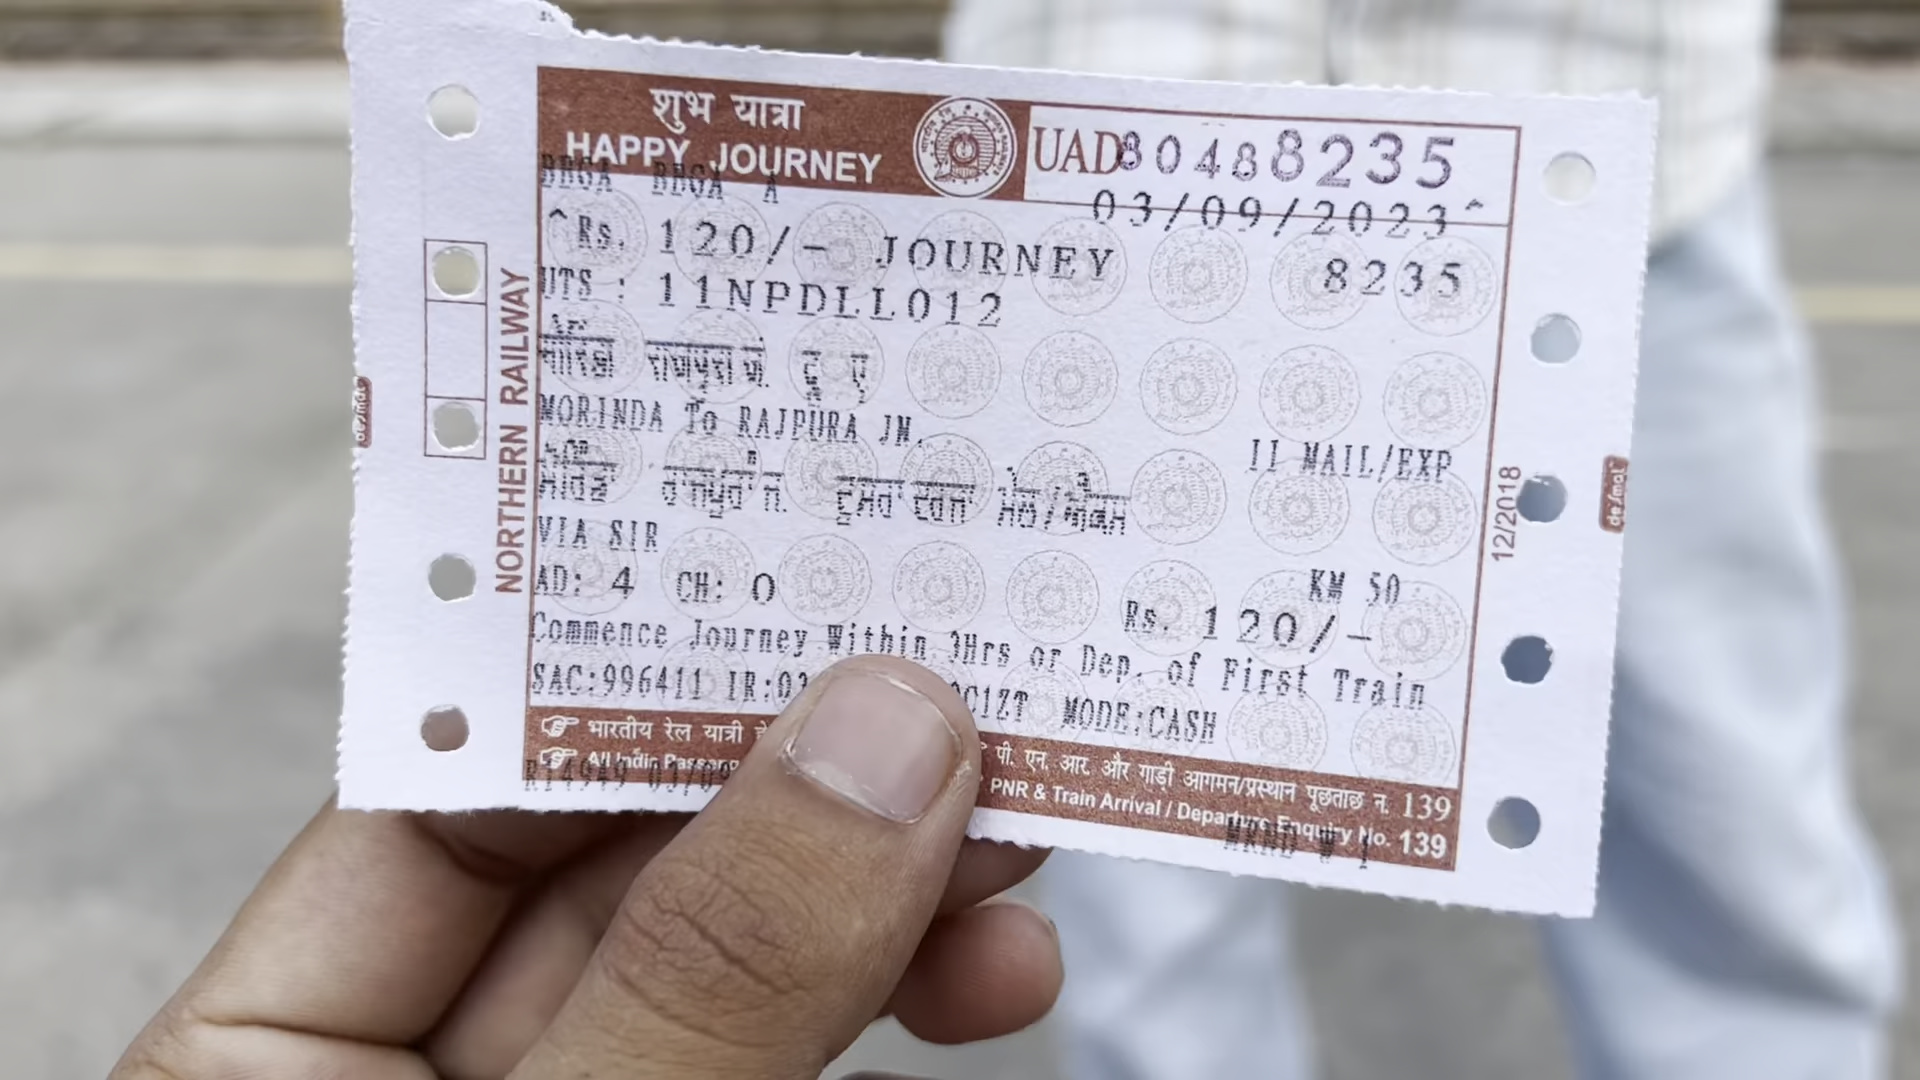 शुभ यात्रा
HAPPY JOURNEY
UAD80488235
03/09/2023
Rs. 120/- JOURNEY
8235
UTS : 11NPDLL012
राजपुरा जं.
MORINDA To RAJPURA JN.
II MAIL/EXP
VIA SIR
AD: 4 CH: 0
KM 50
Rs. 120/-
Commence Journey Within 3Hrs or Dep. of First Train
SAC:996411 IR:03
MODE:CASH
भारतीय रेल यात्री
पी. एन. आर. और गाड़ी आगमन/प्रस्थान पूछताछ न. 139
All India
PNR & Train Arrival / Departure Enquiry No. 139
NORTHERN RAILWAY
12/2018